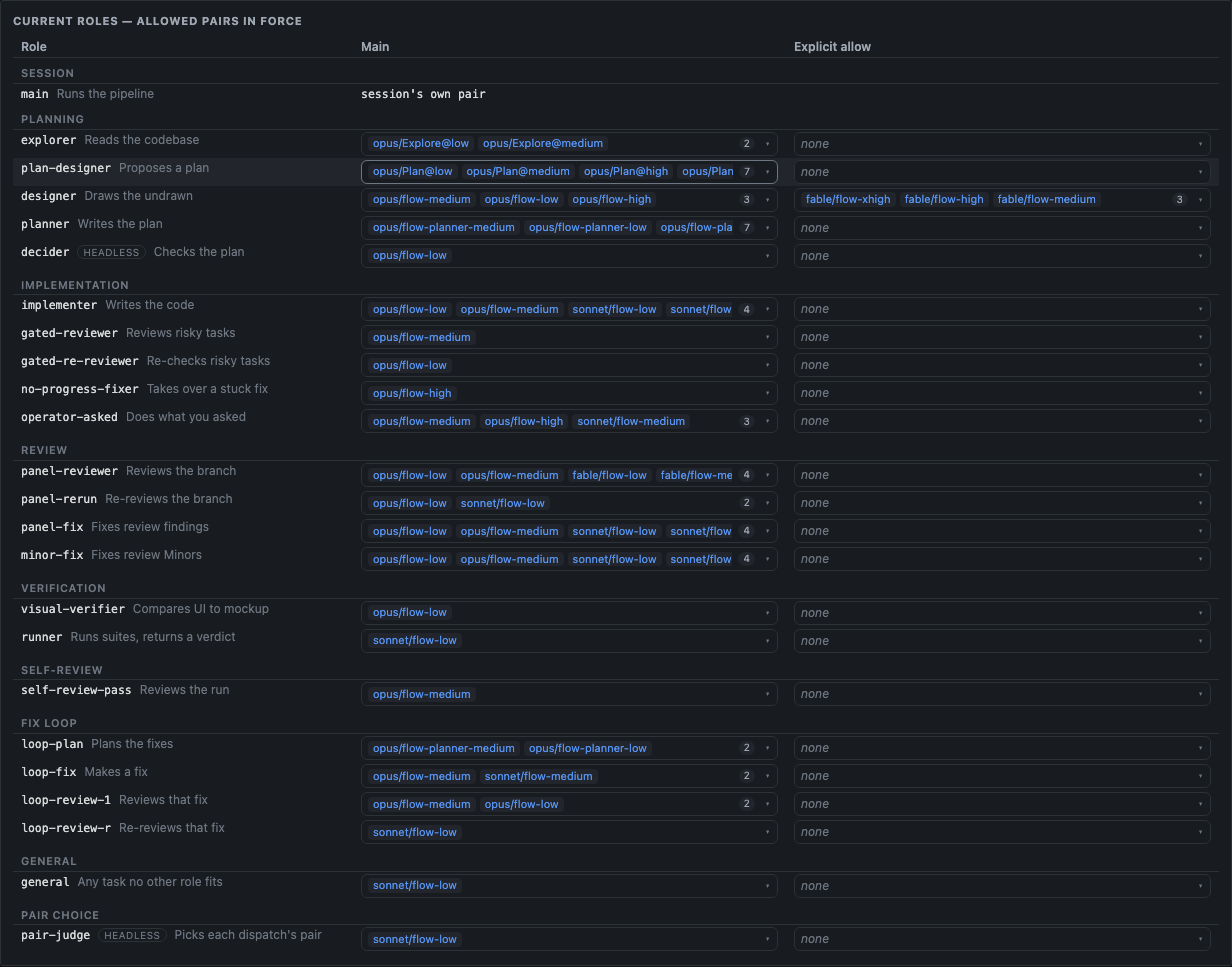 CURRENT ROLES — ALLOWED PAIRS IN FORCE
Role Main Explicit allow
SESSION
main Runs the pipeline session's own pair
PLANNING
explorer Reads the codebase opus/Explore@low opus/Explore@medium 2 none
plan-designer Proposes a plan opus/Plan@low opus/Plan@medium opus/Plan@high opus/Plan 7 none
designer Draws the undrawn opus/flow-medium opus/flow-low opus/flow-high 3 fable/flow-xhigh fable/flow-high fable/flow-medium 3
planner Writes the plan opus/flow-planner-medium opus/flow-planner-low opus/flow-pla 7 none
decider HEADLESS Checks the plan opus/flow-low none
IMPLEMENTATION
implementer Writes the code opus/flow-low opus/flow-medium sonnet/flow-low sonnet/flow 4 none
gated-reviewer Reviews risky tasks opus/flow-medium none
gated-re-reviewer Re-checks risky tasks opus/flow-low none
no-progress-fixer Takes over a stuck fix opus/flow-high none
operator-asked Does what you asked opus/flow-medium opus/flow-high sonnet/flow-medium 3 none
REVIEW
panel-reviewer Reviews the branch opus/flow-low opus/flow-medium fable/flow-low fable/flow-me 4 none
panel-rerun Re-reviews the branch opus/flow-low sonnet/flow-low 2 none
panel-fix Fixes review findings opus/flow-low opus/flow-medium sonnet/flow-low sonnet/flow 4 none
minor-fix Fixes review Minors opus/flow-low opus/flow-medium sonnet/flow-low sonnet/flow 4 none
VERIFICATION
visual-verifier Compares UI to mockup opus/flow-low none
runner Runs suites, returns a verdict sonnet/flow-low none
SELF-REVIEW
self-review-pass Reviews the run opus/flow-medium none
FIX LOOP
loop-plan Plans the fixes opus/flow-planner-medium opus/flow-planner-low 2 none
loop-fix Makes a fix opus/flow-medium sonnet/flow-medium 2 none
loop-review-1 Reviews that fix opus/flow-medium opus/flow-low 2 none
loop-review-r Re-reviews that fix sonnet/flow-low none
GENERAL
general Any task no other role fits sonnet/flow-low none
PAIR CHOICE
pair-judge HEADLESS Picks each dispatch's pair sonnet/flow-low none